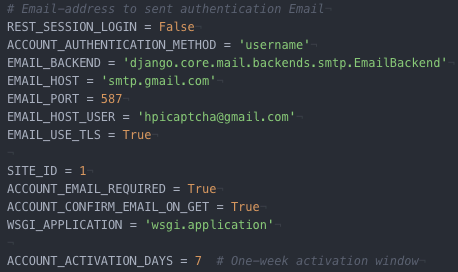 # Email-address to sent authentication Email
REST_SESSION_LOGIN = False
ACCOUNT_AUTHENTICATION_METHOD = 'username'
EMAIL_BACKEND = 'django.core.mail.backends.smtp.EmailBackend'
EMAIL_HOST = 'smtp.gmail.com'
EMAIL_PORT = 587
EMAIL_HOST_USER = 'hpicaptcha@gmail.com'
EMAIL_USE_TLS = True
SITE_ID = 1
ACCOUNT_EMAIL_REQUIRED = True
ACCOUNT_CONFIRM_EMAIL_ON_GET = True
WSGI_APPLICATION = 'wsgi.application'
ACCOUNT_ACTIVATION_DAYS = 7  # One-week activation window